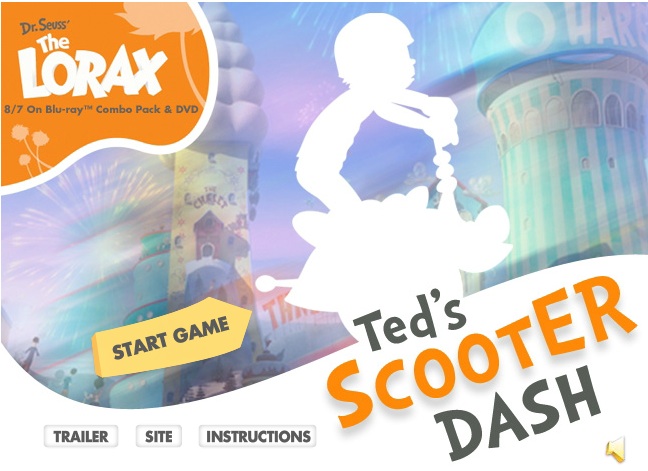 Dr. Seuss'
The
LORAX
8/7 On Blu-ray™ Combo Pack & DVD
START GAME
Ted's
SCOOTER
DASH
TRAILER
SITE
INSTRUCTIONS